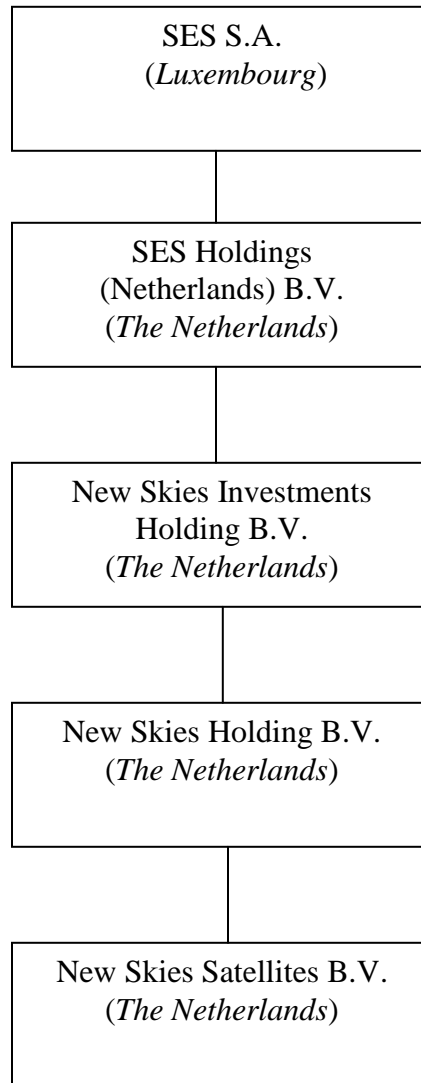 SES S.A.
(Luxembourg)
SES Holdings
(Netherlands) B.V.
(The Netherlands)
New Skies Investments
Holding B.V.
(The Netherlands)
New Skies Holding B.V.
(The Netherlands)
New Skies Satellites B.V.
(The Netherlands)